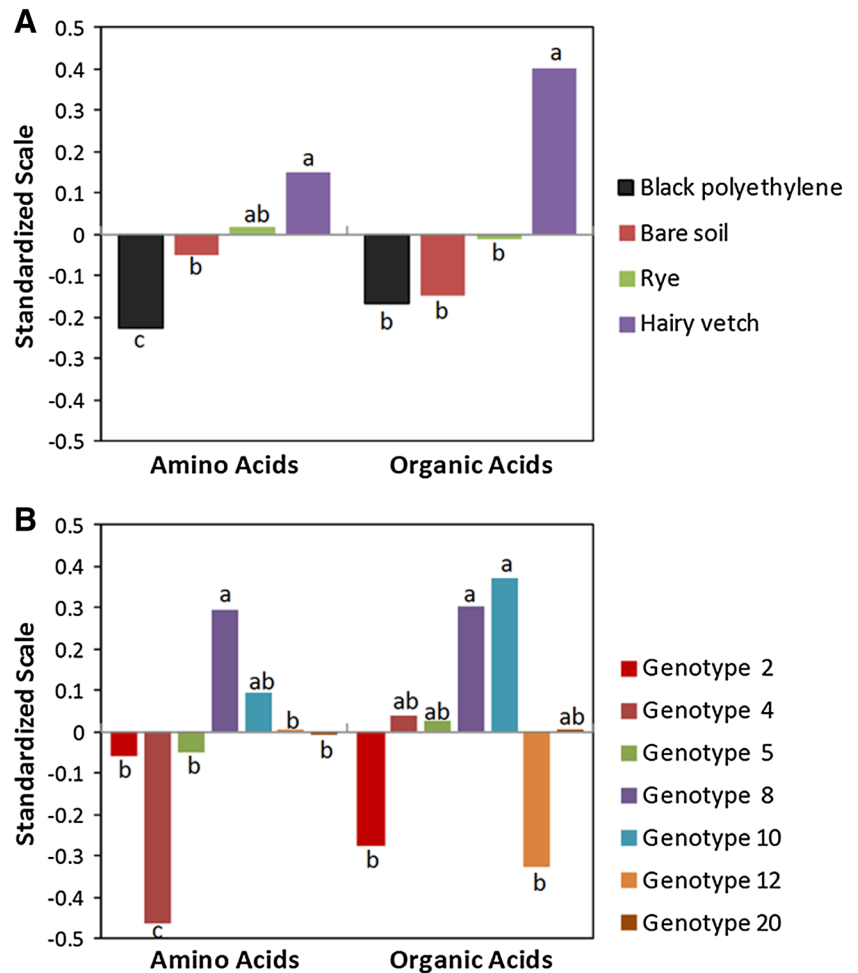 A
0.5
0.4
0.3
0.2
0.1
0
-0.1
-0.2
-0.3
-0.4
-0.5
Standardized Scale
c
b
ab
a
b
b
b
a
Amino Acids
Organic Acids
Black polyethylene
Bare soil
Rye
Hairy vetch
B
0.5
0.4
0.3
0.2
0.1
0
-0.1
-0.2
-0.3
-0.4
-0.5
Standardized Scale
b
c
b
a
ab
b
b
b
ab
ab
a
a
b
ab
Amino Acids
Organic Acids
Genotype 2
Genotype 4
Genotype 5
Genotype 8
Genotype 10
Genotype 12
Genotype 20